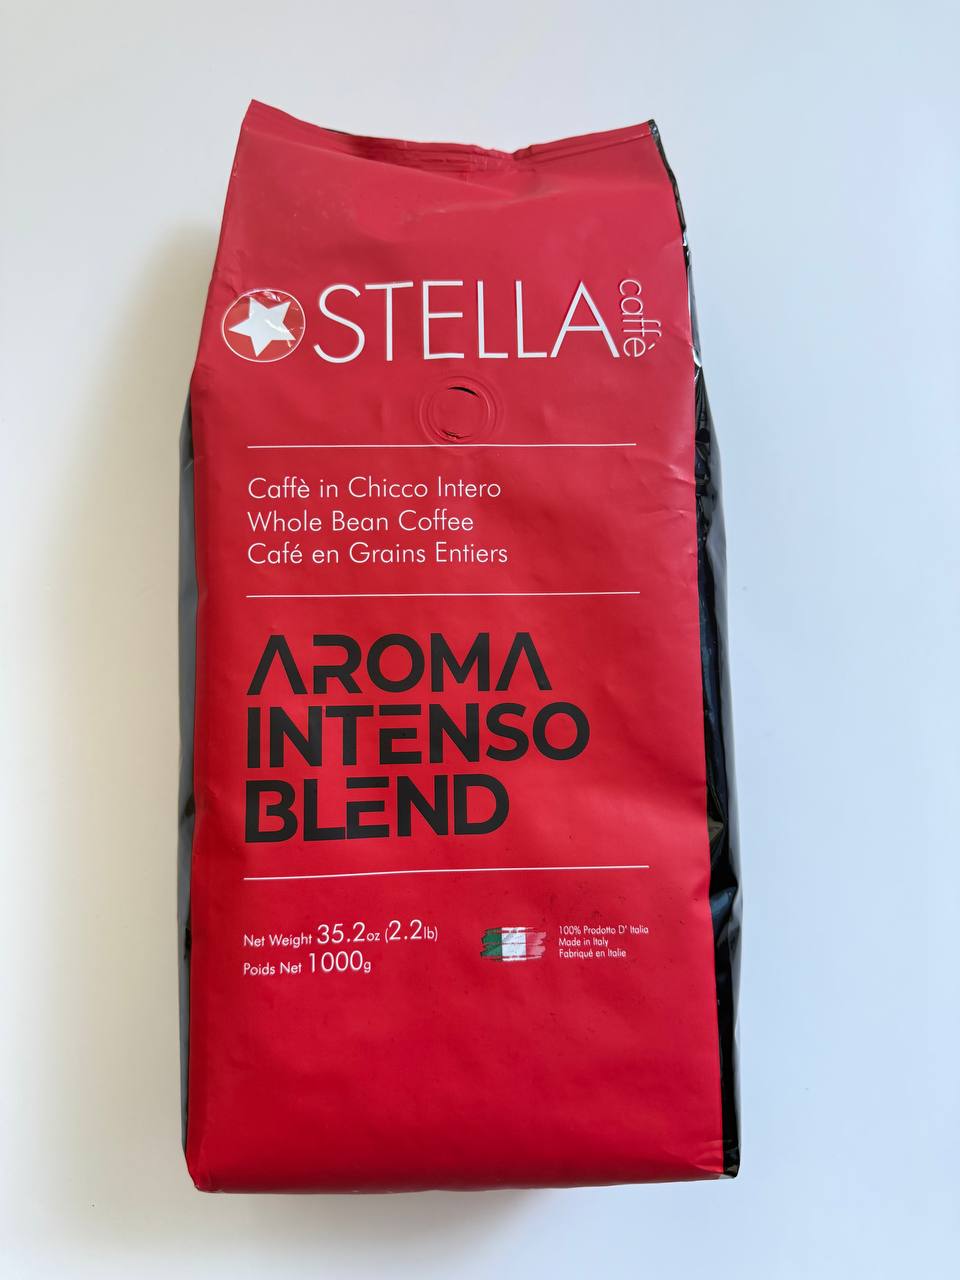 STELLA caffè
Caffè in Chicco Intero
Whole Bean Coffee
Café en Grains Entiers
AROMA
INTENSO
BLEND
Net Weight 35.2oz (2.2lb)
Poids Net 1000g
100% Prodotto D' Italia
Made in Italy
Fabriqué en Italie